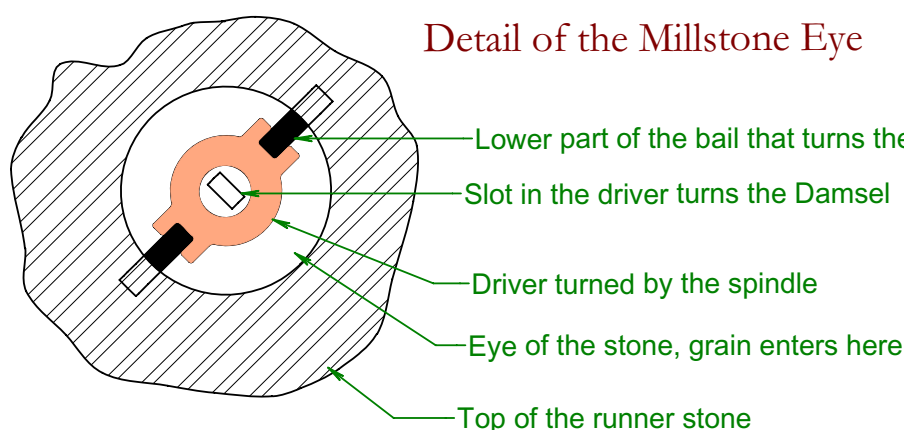 Detail of the Millstone Eye
Lower part of the bail that turns the
Slot in the driver turns the Damsel
Driver turned by the spindle
Eye of the stone, grain enters here
Top of the runner stone